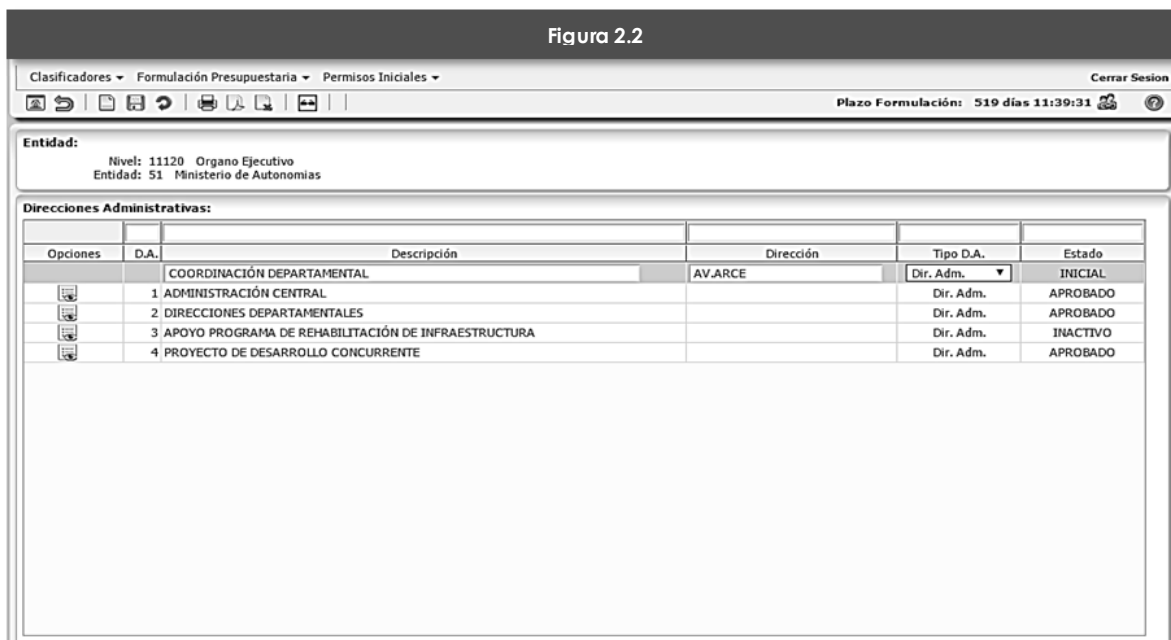 Figura 2.2
Clasificadores Formulación Presupuestaria Permisos Iniciales Cerrar Sesion
Plazo Formulación: 519 días 11:39:31
Entidad:
Nivel: 11120 Organo Ejecutivo
Entidad: 51 Ministerio de Autonomias
Direcciones Administrativas:
Opciones D.A. Descripción Dirección Tipo D.A. Estado
COORDINACIÓN DEPARTAMENTAL AV.ARCE Dir. Adm. INICIAL
1 ADMINISTRACIÓN CENTRAL Dir. Adm. APROBADO
2 DIRECCIONES DEPARTAMENTALES Dir. Adm. APROBADO
3 APOYO PROGRAMA DE REHABILITACIÓN DE INFRAESTRUCTURA Dir. Adm. INACTIVO
4 PROYECTO DE DESARROLLO CONCURRENTE Dir. Adm. APROBADO